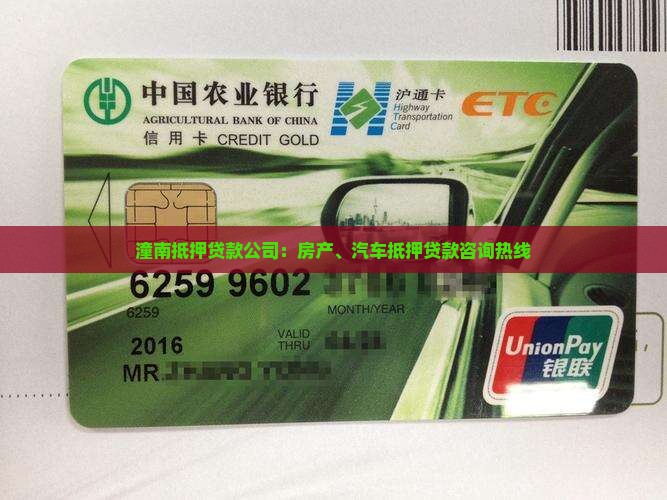 中国农业银行
AGRICULTURAL BANK OF CHINA
信用卡 CREDIT GOLD
沪通卡
Highway
Transportation
Card
ETC
潼南抵押贷款公司：房产、汽车抵押贷款咨询热线
6259 9602
6259
MONTH/YEAR
2016
VALID
THRU
MR.
UnionPay
银联